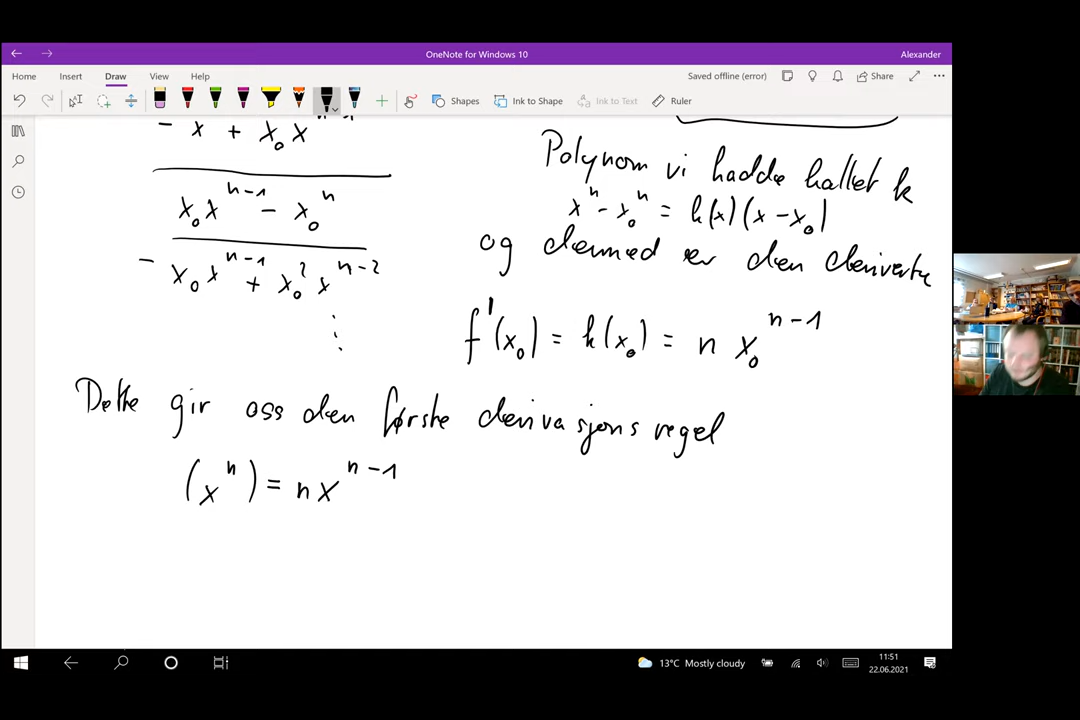 OneNote for Windows 10
Alexander
Home Insert Draw View Help
Saved offline (error)
Share
Shapes
Ink to Shape
Ink to Text
Ruler
- x + x₀x
x₀xⁿ⁻¹ - x₀ⁿ
- x₀xⁿ⁻¹ + x₀²xⁿ⁻²
⋮
Polynom vi hadde kallet k
xⁿ - x₀ⁿ = k(x)(x - x₀)
og dermed er den deriverte
f'(x₀) = k(x₀) = n x₀ⁿ⁻¹
Dette gir oss den første derivasjons regel
(xⁿ) = nxⁿ⁻¹
13°C Mostly cloudy
11:51
22.06.2021